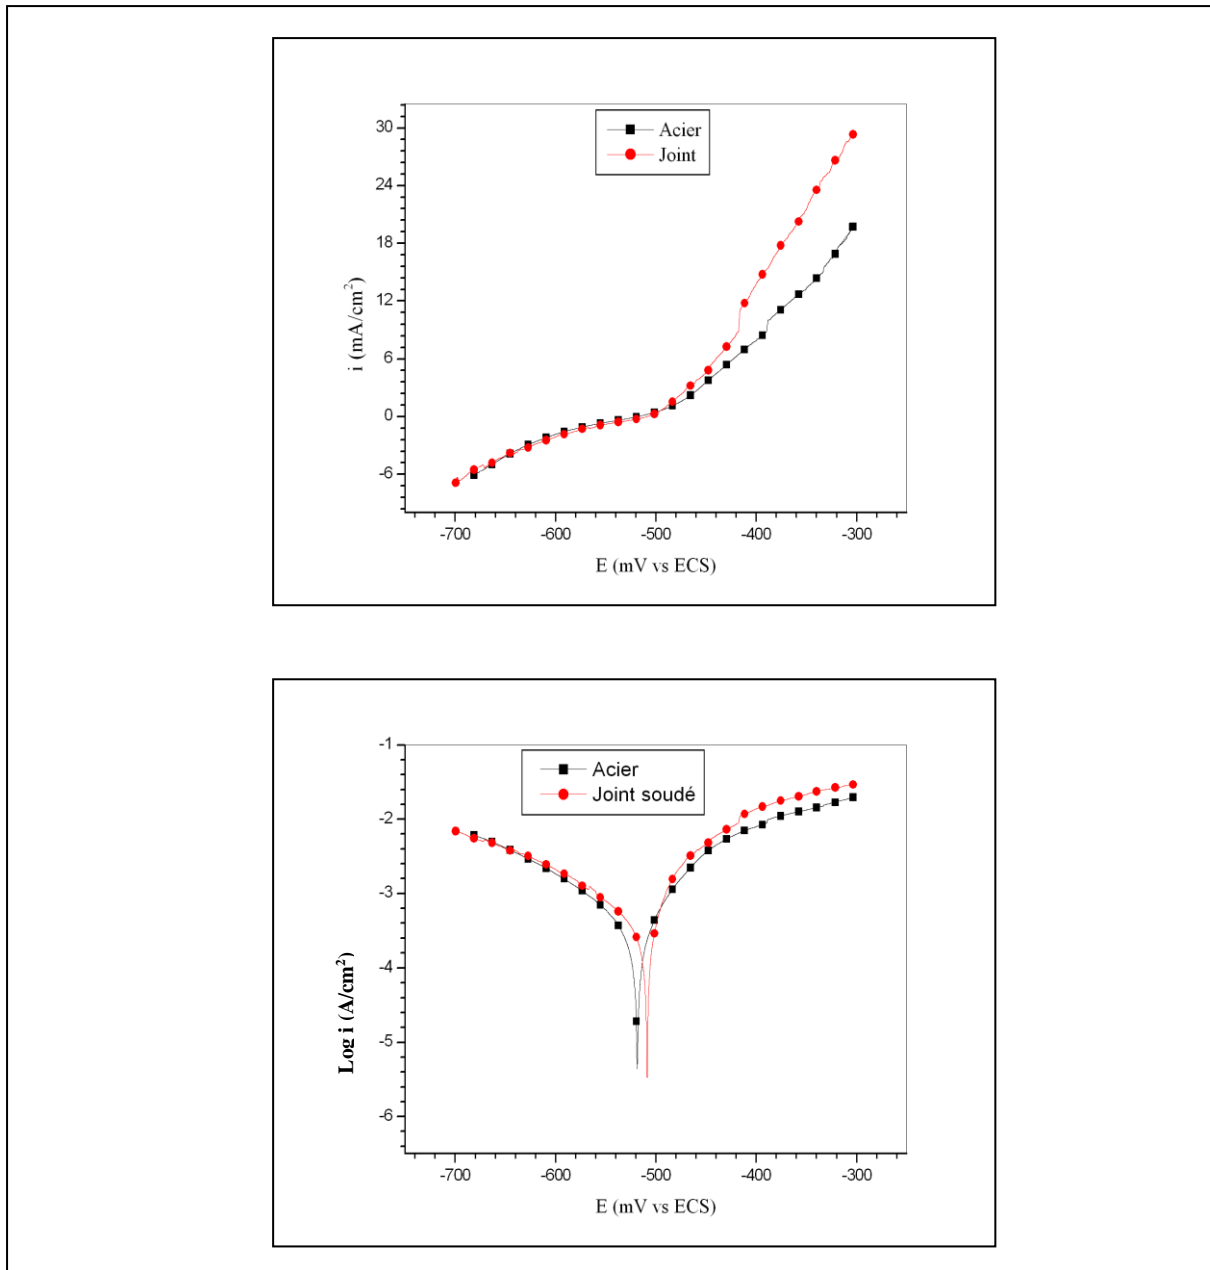 30
24
18
12
6
0
-6
-700
-600
-500
-400
-300
i (mA/cm²)
E (mV vs ECS)
Acier
Joint
-1
-2
-3
-4
-5
-6
-700
-600
-500
-400
-300
Log i (A/cm²)
E (mV vs ECS)
Acier
Joint soudé